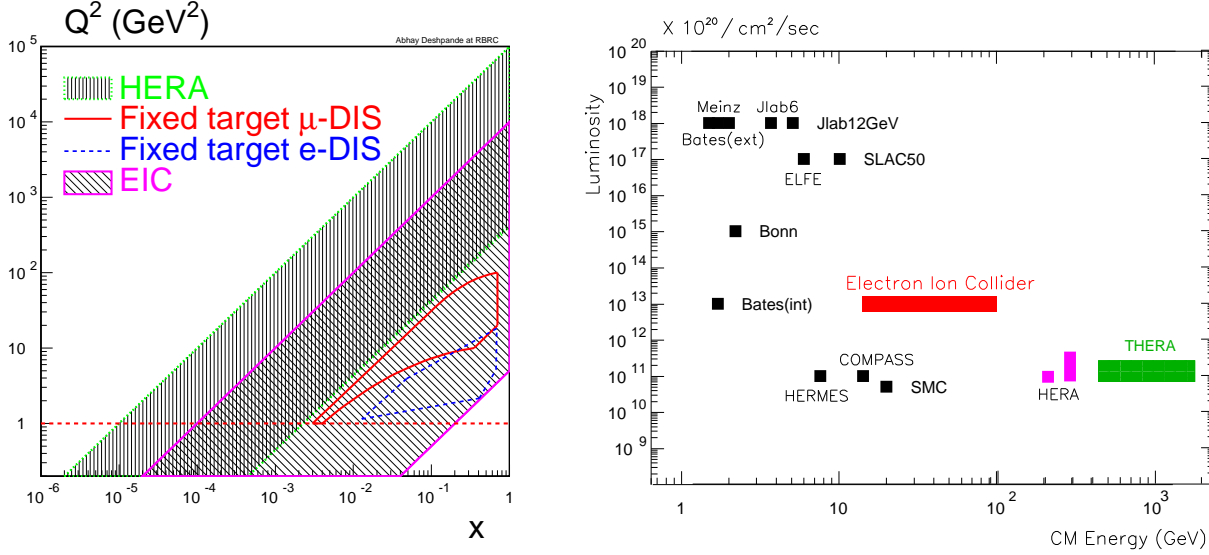 Q² (GeV²)
Abhay Deshpande at RBRC
10⁵
10⁴
10³
10²
10
1
HERA
Fixed target μ-DIS
Fixed target e-DIS
EIC
10⁻⁶ 10⁻⁵ 10⁻⁴ 10⁻³ 10⁻² 10⁻¹ 1
x
X 10²⁰/ cm²/sec
Luminosity
10²⁰
10¹⁹
10¹⁸
10¹⁷
10¹⁶
10¹⁵
10¹⁴
10¹³
10¹²
10¹¹
10¹⁰
10⁹
Meinz Jlab6
Bates(ext) Jlab12GeV
ELFE SLAC50
Bonn
Electron Ion Collider
Bates(int)
COMPASS THERA
HERMES SMC HERA
1 10 10² 10³
CM Energy (GeV)